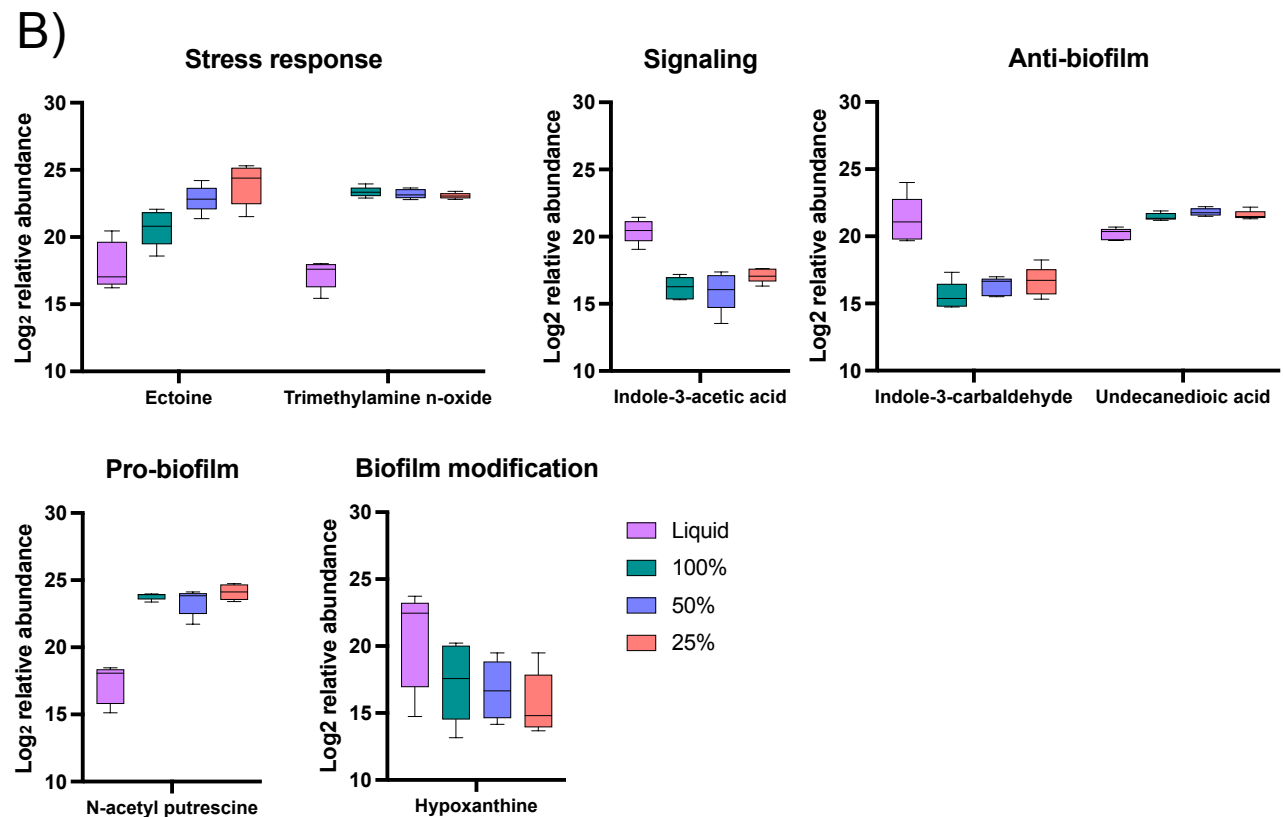 B)
Stress response
Log2 relative abundance
30
25
20
15
10
Ectoine
Trimethylamine n-oxide
Signaling
Log2 relative abundance
30
25
20
15
10
Indole-3-acetic acid
Anti-biofilm
Log2 relative abundance
30
25
20
15
10
Indole-3-carbaldehyde
Undecanedioic acid
Pro-biofilm
Log2 relative abundance
30
25
20
15
10
N-acetyl putrescine
Biofilm modification
Log2 relative abundance
30
25
20
15
10
Hypoxanthine
Liquid
100%
50%
25%